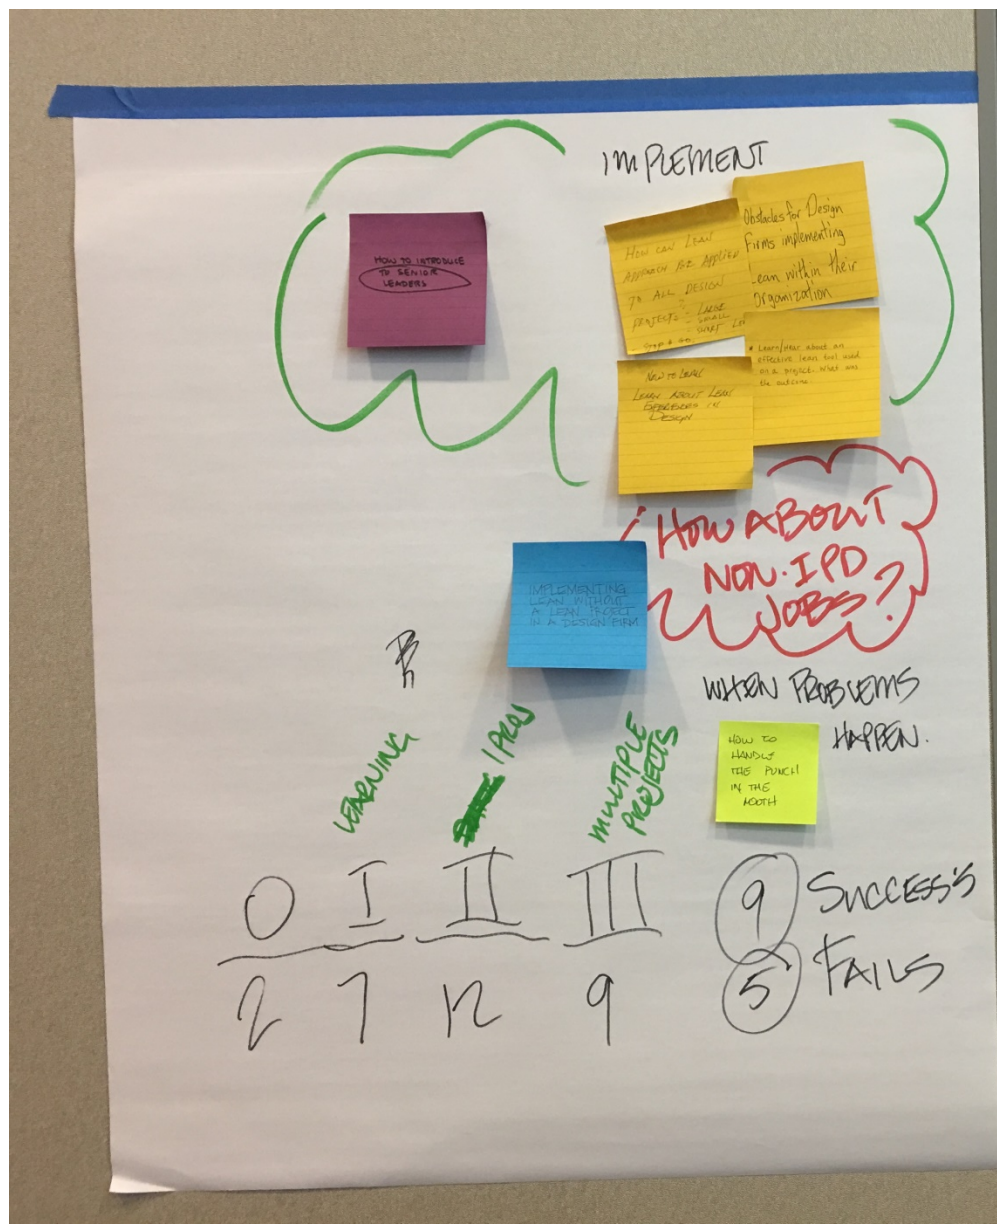 IMPLEMENT
HOW TO INTRODUCE
TO SENIOR
LEADERS
HOW CAN LEAN
APPROACH BE APPLIED
TO ALL DESIGN
PROJECTS - LARGE
- SMALL
Obstacles for Design
Firms implementing
Lean within their
Organization
NEW TO LEAN
LEARN ABOUT LEAN
IN
DESIGN
• Learn/hear about an
effective lean tool used
on a project. What was
the outcome
HOW ABOUT
NON-IPD
JOBS?
IMPLEMENTING
LEAN WITHOUT
A LEAN PROJECT
IN A DESIGN FIRM
WHEN PROBLEMS
HAPPEN.
HOW TO
HANDLE
THE PUNCH
IN THE
MOUTH
LEARNING
1 PROJ
MULTIPLE
PROJECTS
0 I II III
2 7 12 9
9 SUCCESS'S
5 FAILS